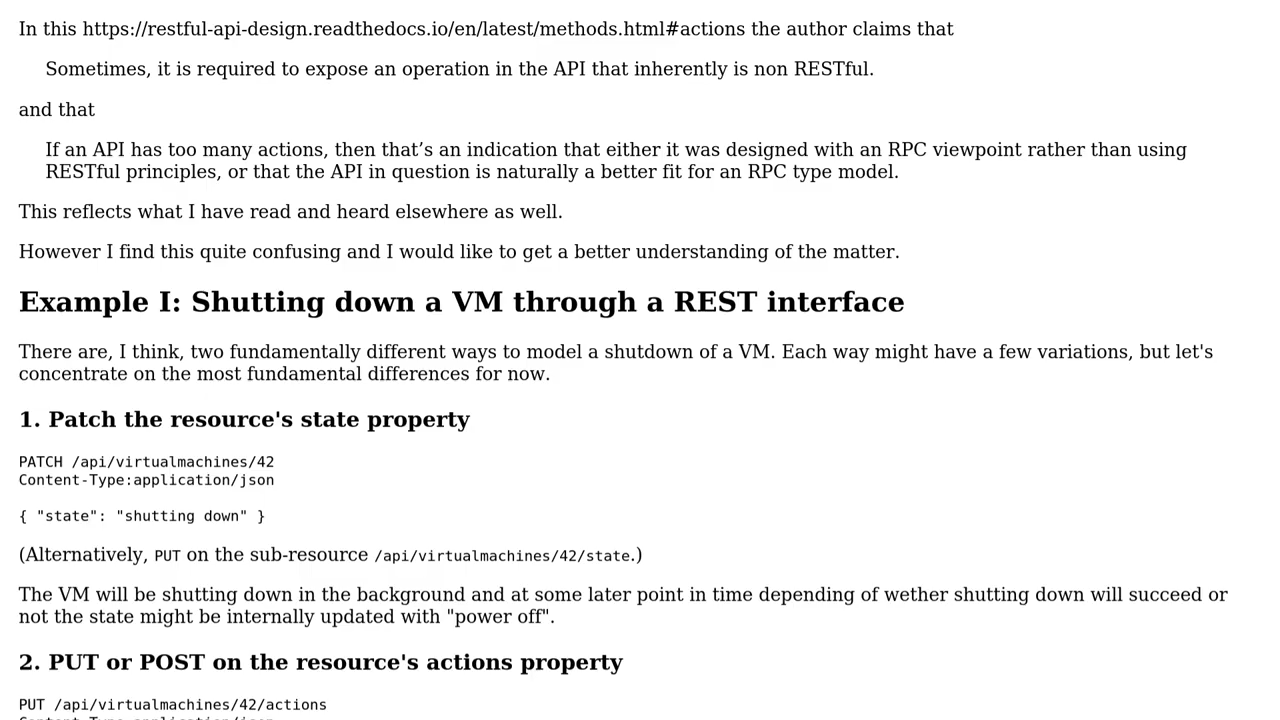 In this https://restful-api-design.readthedocs.io/en/latest/methods.html#actions the author claims that
Sometimes, it is required to expose an operation in the API that inherently is non RESTful.
and that
If an API has too many actions, then that’s an indication that either it was designed with an RPC viewpoint rather than using
RESTful principles, or that the API in question is naturally a better fit for an RPC type model.
This reflects what I have read and heard elsewhere as well.
However I find this quite confusing and I would like to get a better understanding of the matter.
Example I: Shutting down a VM through a REST interface
There are, I think, two fundamentally different ways to model a shutdown of a VM. Each way might have a few variations, but let's
concentrate on the most fundamental differences for now.
1. Patch the resource's state property
PATCH /api/virtualmachines/42
Content-Type:application/json
{ "state": "shutting down" }
(Alternatively, PUT on the sub-resource /api/virtualmachines/42/state.)
The VM will be shutting down in the background and at some later point in time depending of wether shutting down will succeed or
not the state might be internally updated with "power off".
2. PUT or POST on the resource's actions property
PUT /api/virtualmachines/42/actions